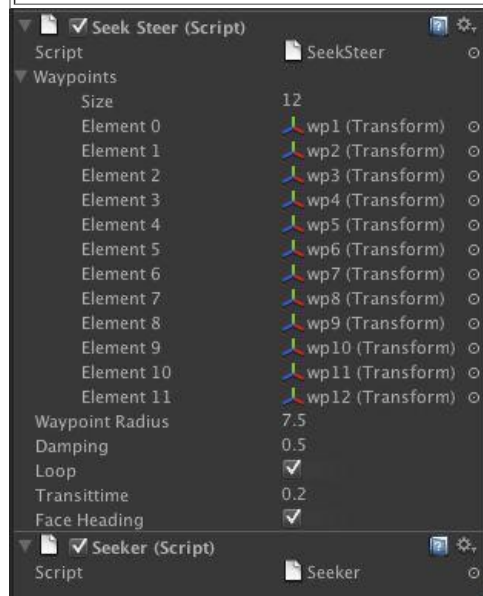 Seek Steer (Script)
Script SeekSteer
Waypoints
Size 12
Element 0 wp1 (Transform)
Element 1 wp2 (Transform)
Element 2 wp3 (Transform)
Element 3 wp4 (Transform)
Element 4 wp5 (Transform)
Element 5 wp6 (Transform)
Element 6 wp7 (Transform)
Element 7 wp8 (Transform)
Element 8 wp9 (Transform)
Element 9 wp10 (Transform)
Element 10 wp11 (Transform)
Element 11 wp12 (Transform)
Waypoint Radius 7.5
Damping 0.5
Loop
Transittime 0.2
Face Heading
Seeker (Script)
Script Seeker